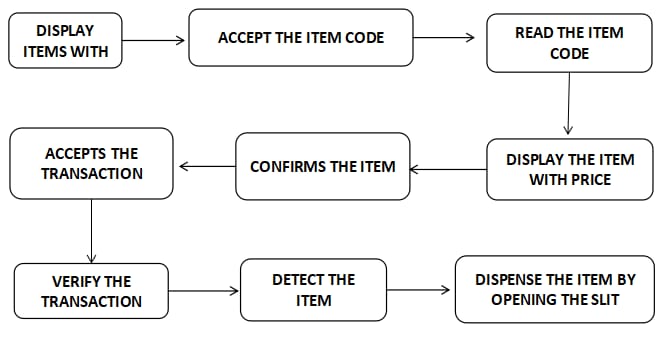 DISPLAY
ITEMS WITH
ACCEPT THE ITEM CODE
READ THE ITEM
CODE
DISPLAY THE ITEM
WITH PRICE
CONFIRMS THE ITEM
ACCEPTS THE
TRANSACTION
VERIFY THE
TRANSACTION
DETECT THE
ITEM
DISPENSE THE ITEM BY
OPENING THE SLIT